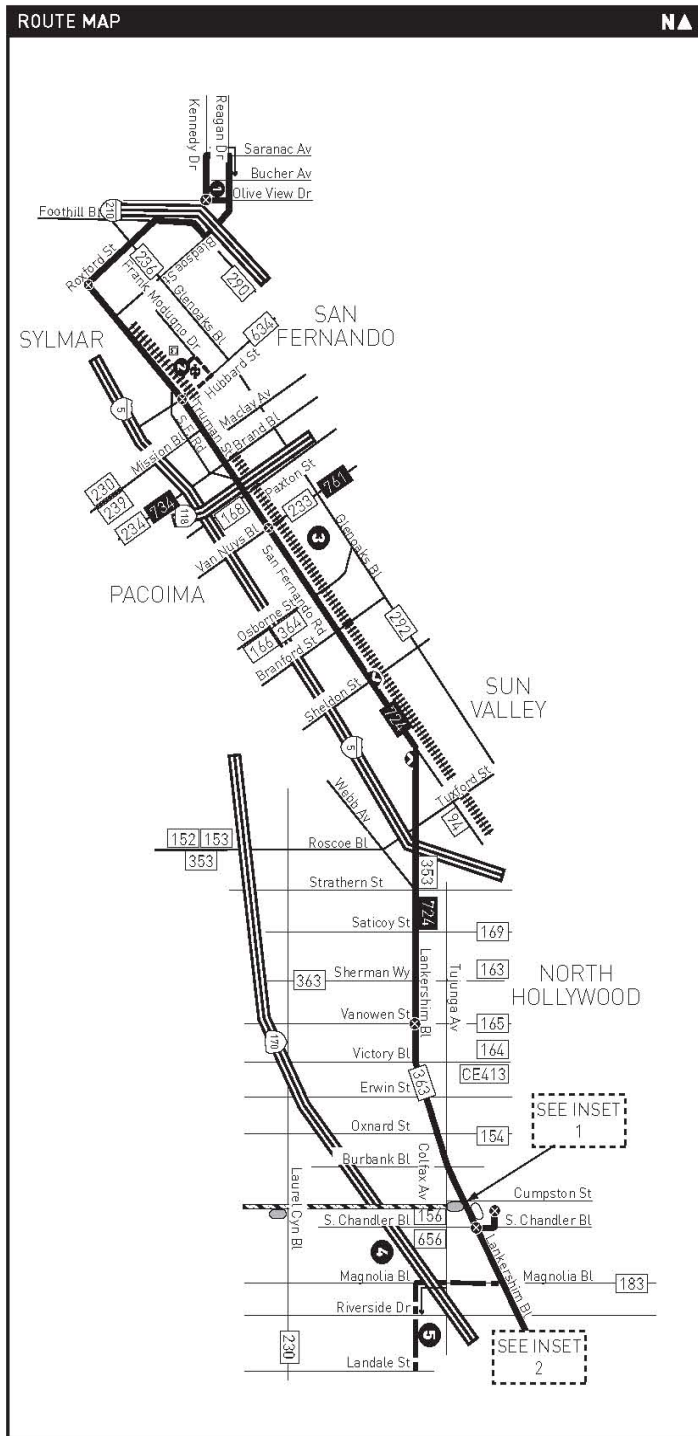 ROUTE MAP
N
Kennedy Dr
Reagan Dr
Saranac Av
Bucher Av
1
Olive View Dr
Foothill Bl
210
Roxford St
236
Bledsoe St
290
Frank Modugno Dr
Glenoaks Bl
SYLMAR
SAN
FERNANDO
634
2
Hubbard St
5
Truman St
Maclay Av
S.F. Rd
Mission Bl
Brand Bl
230
239
234
734
118
168
Paxton St
233
761
3
Van Nuys Bl
Glenoaks Bl
PACOIMA
San Fernando Rd
Osborne St
166
364
292
Branford St
Sheldon St
SUN
VALLEY
724
5
Webb Av
Tuxford St
94
152
153
353
Roscoe Bl
353
Strathern St
724
Saticoy St
169
Lankershim Bl
Tujunga Av
363
Sherman Wy
163
NORTH
HOLLYWOOD
Vanowen St
165
170
Victory Bl
164
363
CE413
Erwin St
SEE INSET
1
Oxnard St
154
Burbank Bl
Laurel Cyn Bl
Colfax Av
Cumpston St
156
S. Chandler Bl
S. Chandler Bl
656
4
Lankershim Bl
Magnolia Bl
Magnolia Bl
183
Riverside Dr
5
230
SEE INSET
2
Landale St